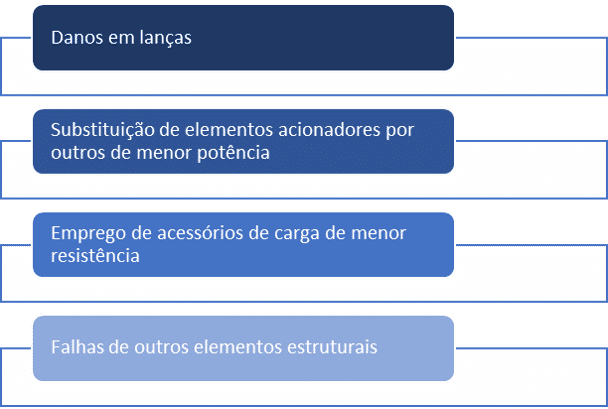 Danos em lanças
Substituição de elementos acionadores por
outros de menor potência
Emprego de acessórios de carga de menor
resistência
Falhas de outros elementos estruturais